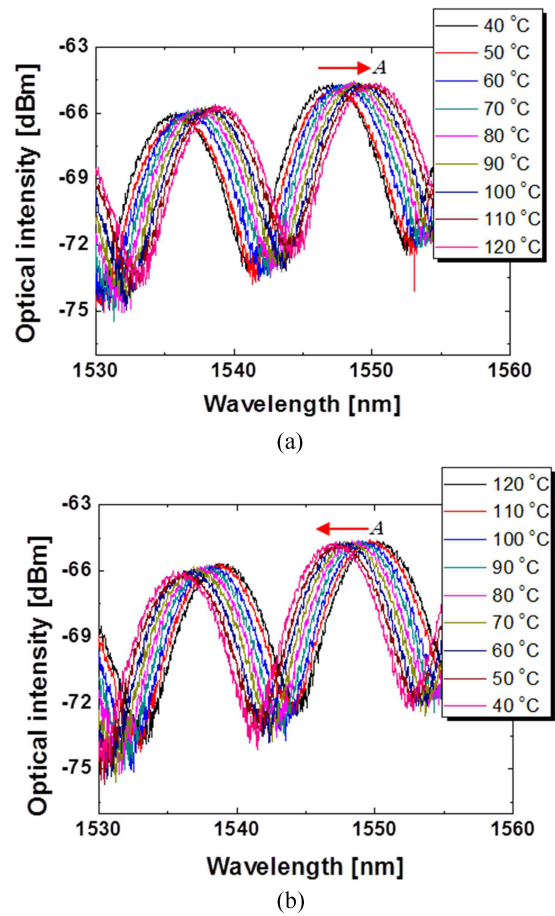 40 °C
50 °C
60 °C
70 °C
80 °C
90 °C
100 °C
110 °C
120 °C
A
Optical intensity [dBm]
-63
-66
-69
-72
-75
1530
1540
1550
1560
Wavelength [nm]
(a)
120 °C
110 °C
100 °C
90 °C
80 °C
70 °C
60 °C
50 °C
40 °C
A
Optical intensity [dBm]
-63
-66
-69
-72
-75
1530
1540
1550
1560
Wavelength [nm]
(b)